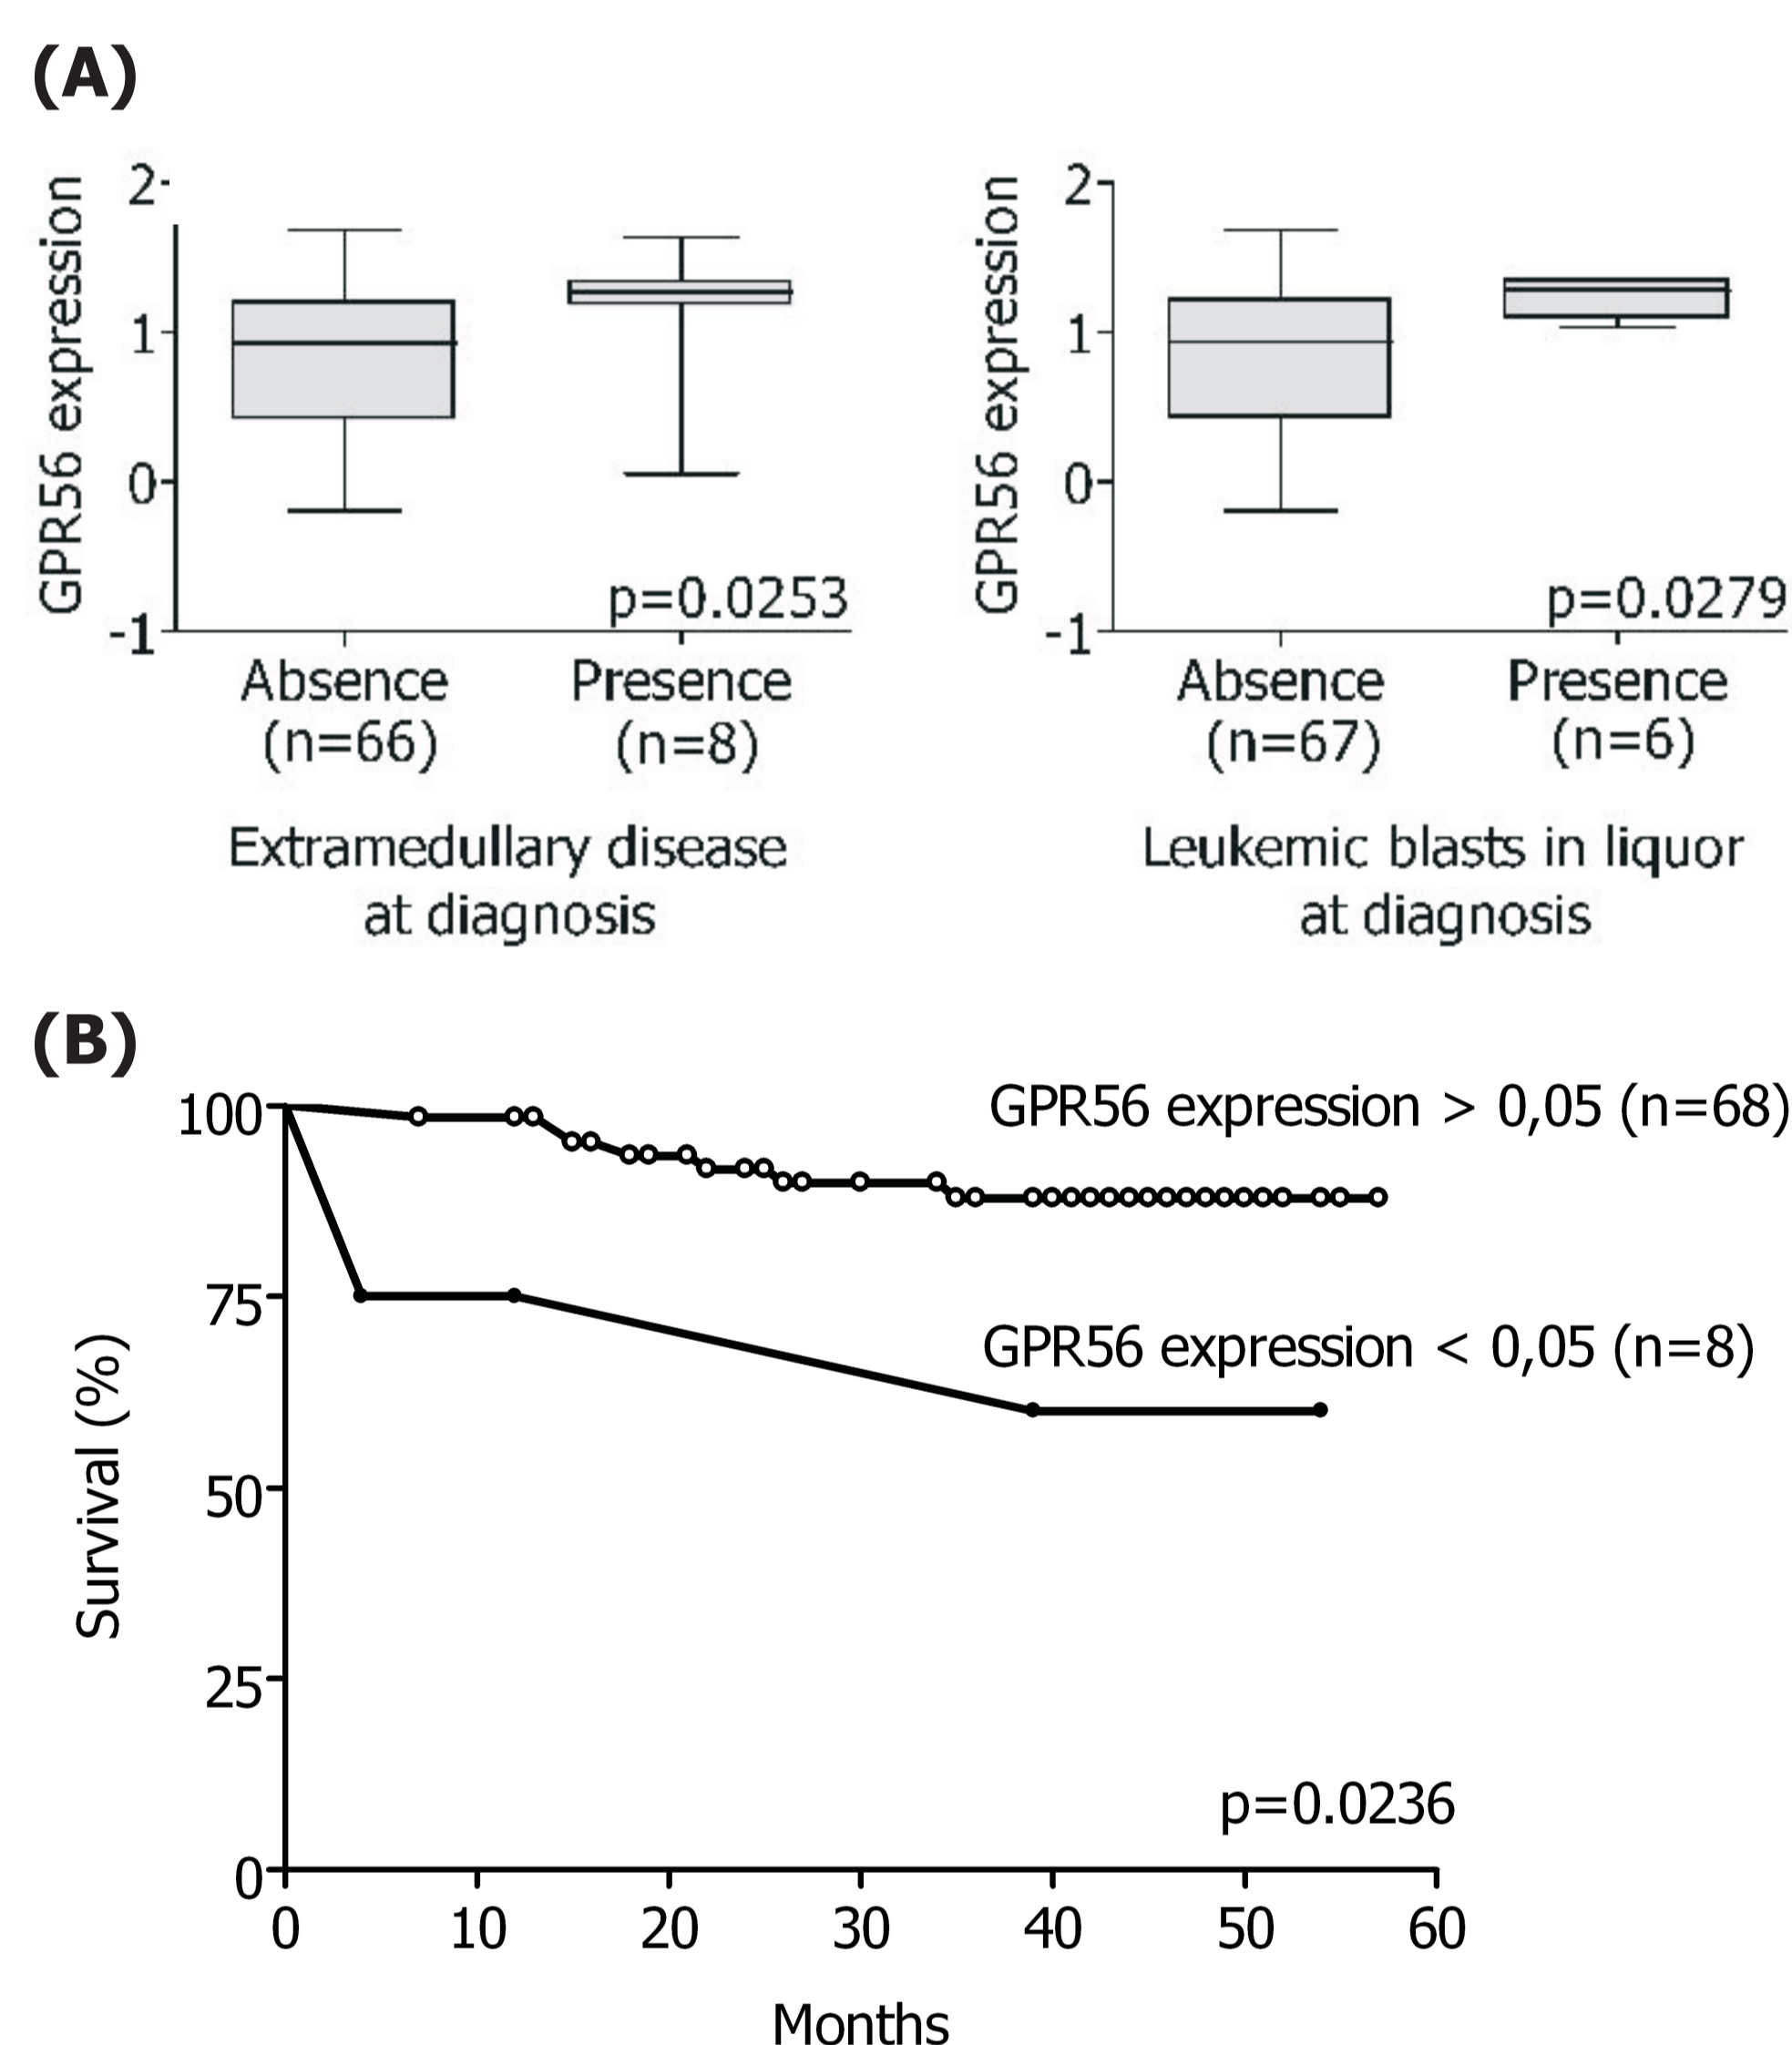 (A)
GPR56 expression
2
1
0
-1
p=0.0253
Absence
(n=66)
Presence
(n=8)
Extramedullary disease
at diagnosis
GPR56 expression
2
1
0
-1
p=0.0279
Absence
(n=67)
Presence
(n=6)
Leukemic blasts in liquor
at diagnosis
(B)
Survival (%)
100
75
50
25
0
GPR56 expression > 0,05 (n=68)
GPR56 expression < 0,05 (n=8)
p=0.0236
0 10 20 30 40 50 60
Months